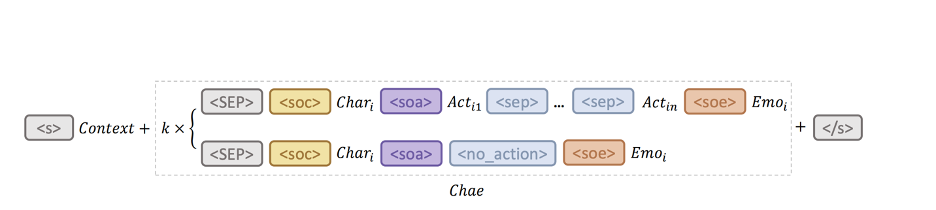 <SEP> <soc> Char_i <soa> Act_i1 <sep> ... <sep> Act_in <soe> Emo_i
<s> Context + k × { + </s>
<SEP> <soc> Char_i <soa> <no_action> <soe> Emo_i
Chae